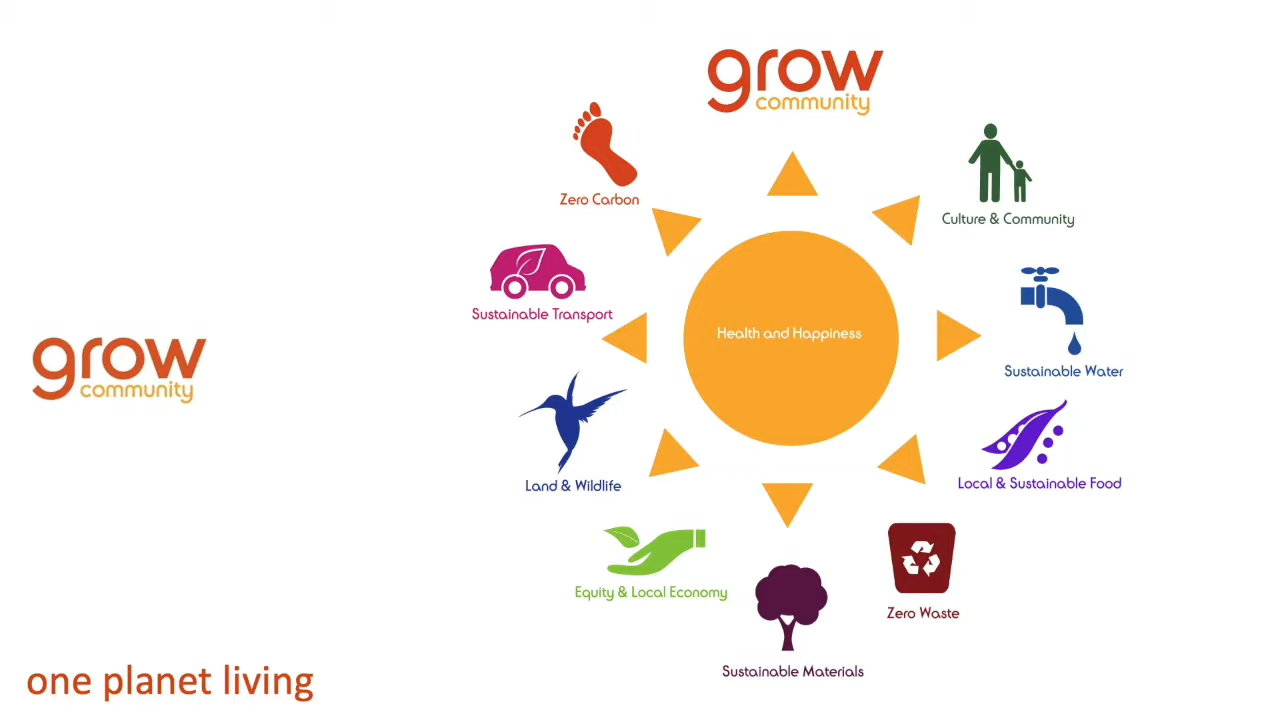 grow
community
Zero Carbon
Culture & Community
Sustainable Transport
Health and Happiness
Sustainable Water
grow
community
Land & Wildlife
Local & Sustainable Food
Equity & Local Economy
Zero Waste
Sustainable Materials
one planet living